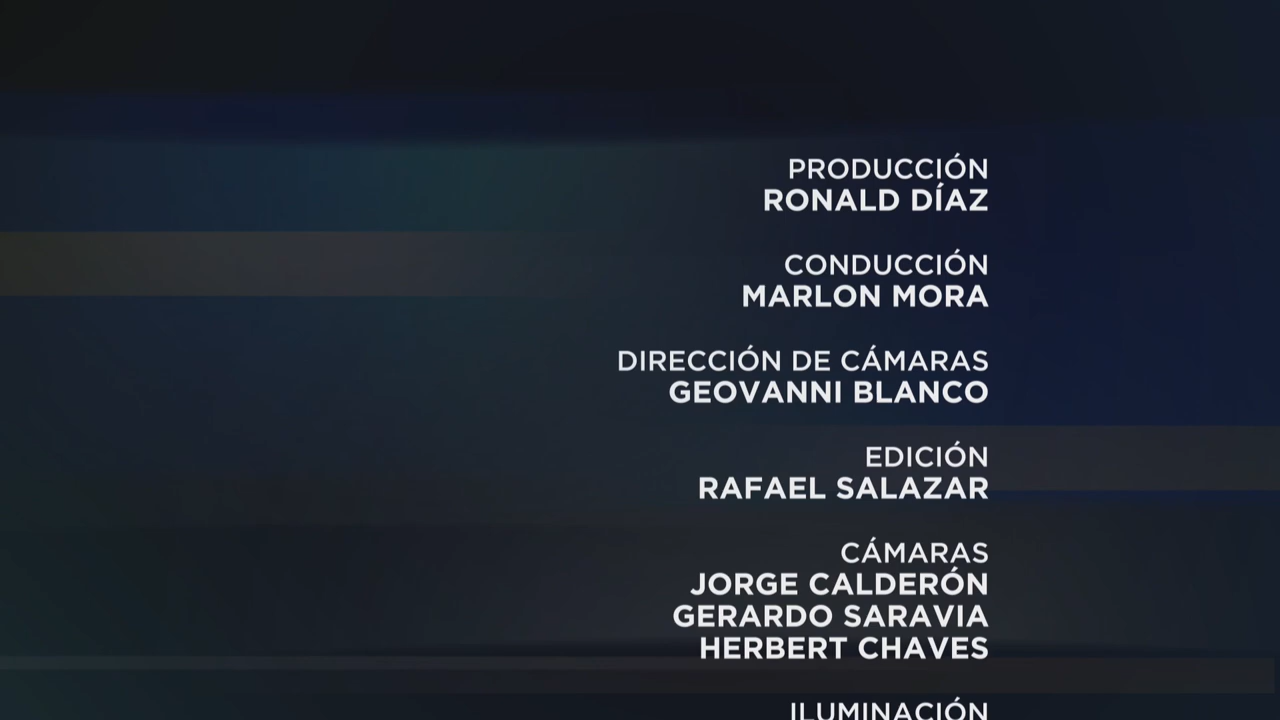 PRODUCCIÓN
RONALD DÍAZ
CONDUCCIÓN
MARLON MORA
DIRECCIÓN DE CÁMARAS
GEOVANNI BLANCO
EDICIÓN
RAFAEL SALAZAR
CÁMARAS
JORGE CALDERÓN
GERARDO SARAVIA
HERBERT CHAVES
ILUMINACIÓN